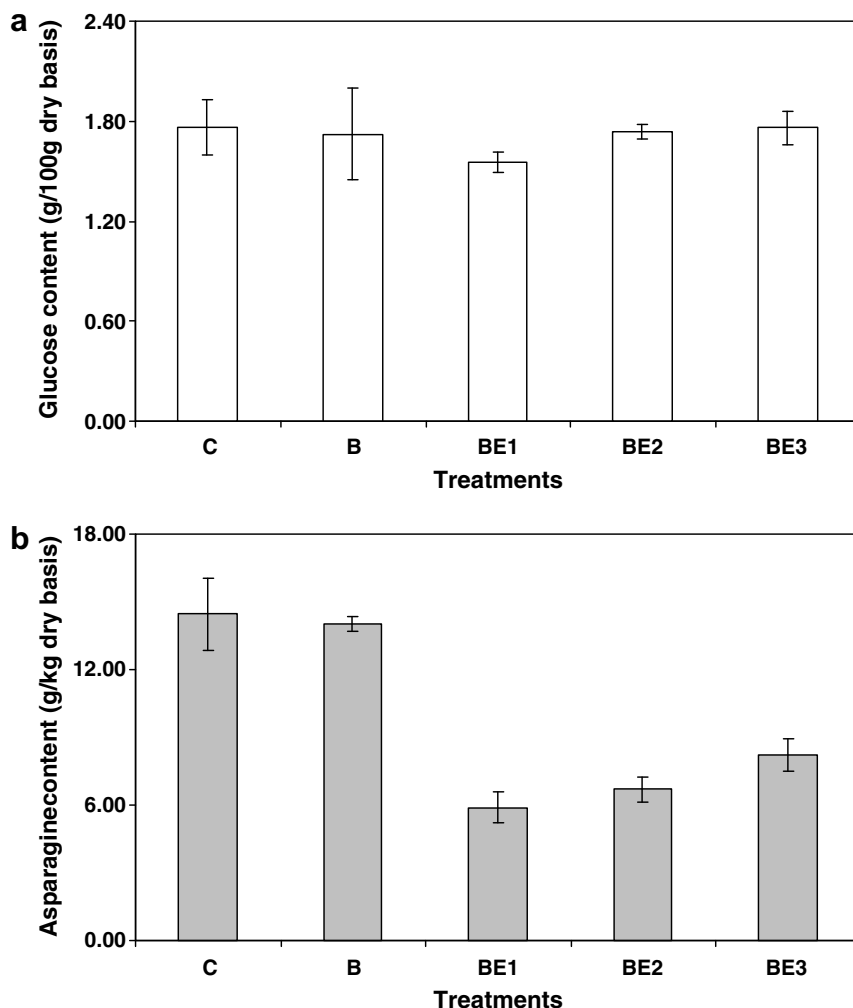 a
Glucose content (g/100g dry basis)
2.40
1.80
1.20
0.60
0.00
C B BE1 BE2 BE3
Treatments
b
Asparaginecontent (g/kg dry basis)
18.00
12.00
6.00
0.00
C B BE1 BE2 BE3
Treatments